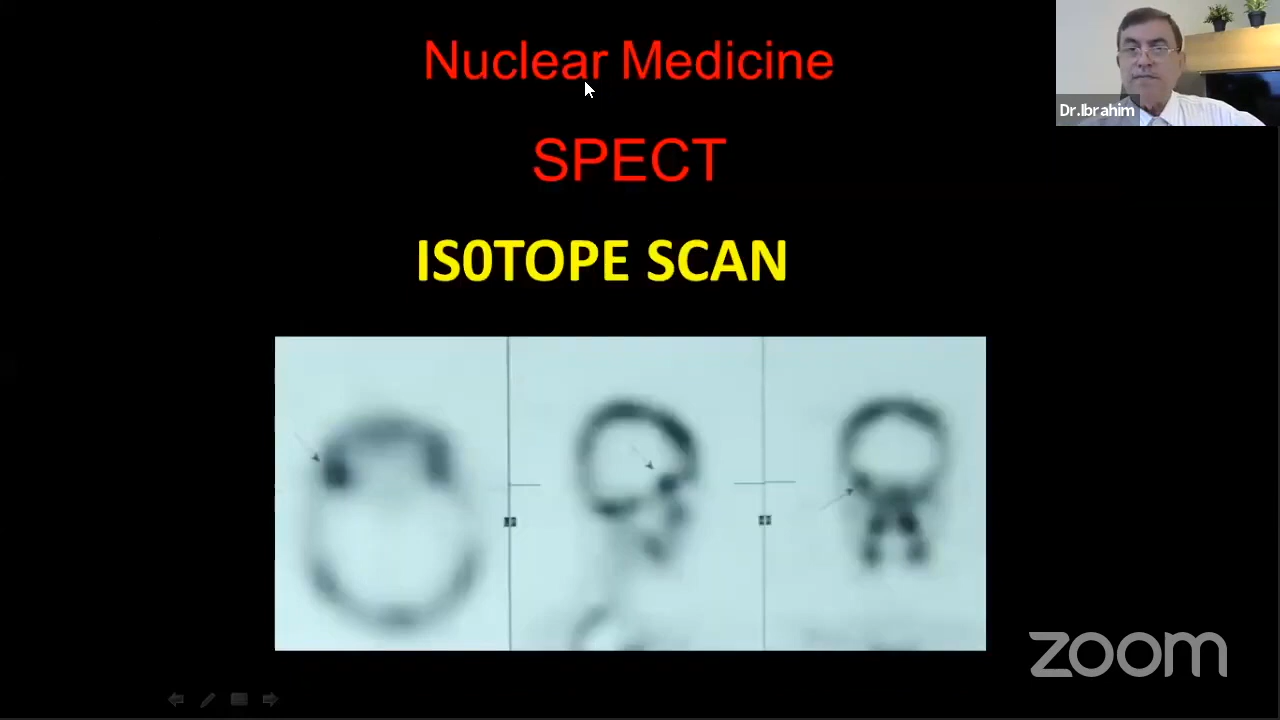 Nuclear Medicine
Dr.Ibrahim
SPECT
IS0TOPE SCAN
zoom